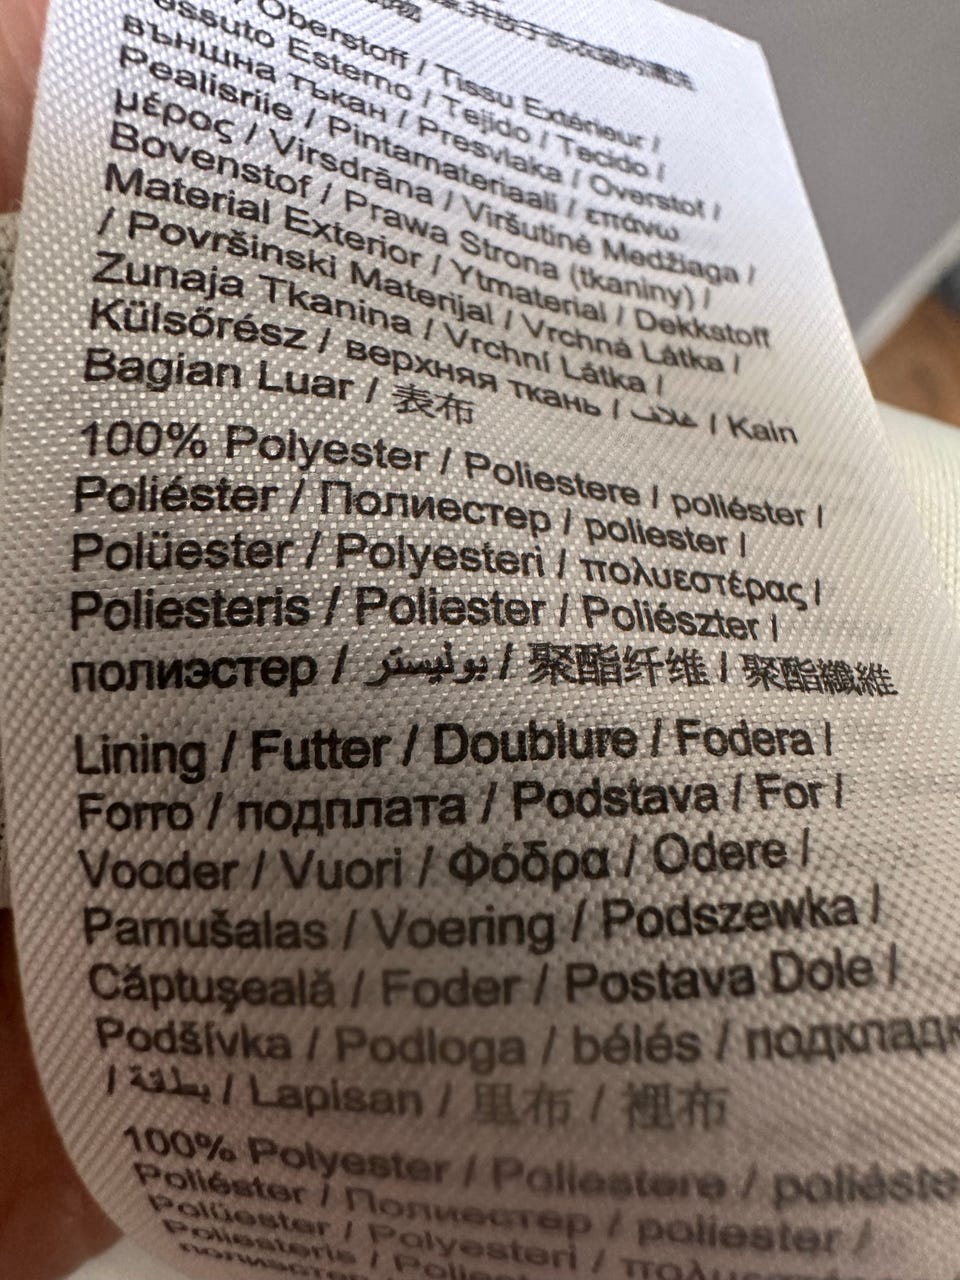 / Oberstoff / Tissu Extérieur /
Tessuto Esterno / Tejido / Tecido /
външна тъкан / Presvlaka / Overstof /
Pealisriie / Pintamateriaali / επάνω
μέρος / Virsdrāna / Viršutinė Medžiaga /
Bovenstof / Prawa Strona (tkaniny) /
Material Exterior / Ytmaterial / Dekkstoff
/ Površinski Materijal / Vrchná Látka /
Zunaja Tkanina / Vrchní Látka /
Külsőrész / верхняя ткань / غلاف / Kain
Bagian Luar / 表布
100% Polyester / Poliestere / poliéster /
Poliéster / Полиестер / poliester /
Polüester / Polyesteri / πολυεστέρας /
Poliesteris / Poliester / Poliészter /
полиэстер / بوليستر / 聚酯纤维 / 聚酯纖維
Lining / Futter / Doublure / Fodera /
Forro / подплата / Podstava / For /
Vooder / Vuori / Φόδρα / Odere /
Pamušalas / Voering / Podszewka /
Căptuşeală / Foder / Postava Dole /
Podšívka / Podloga / bélés / подкладк
/ بطانة / Lapisan / 里布 / 裡布
100% Polyester / Poliestere / poliéste
Poliéster / Полиестер / poliester /
Polüester / Polyesteri /
Poliesteris /
полиэстер